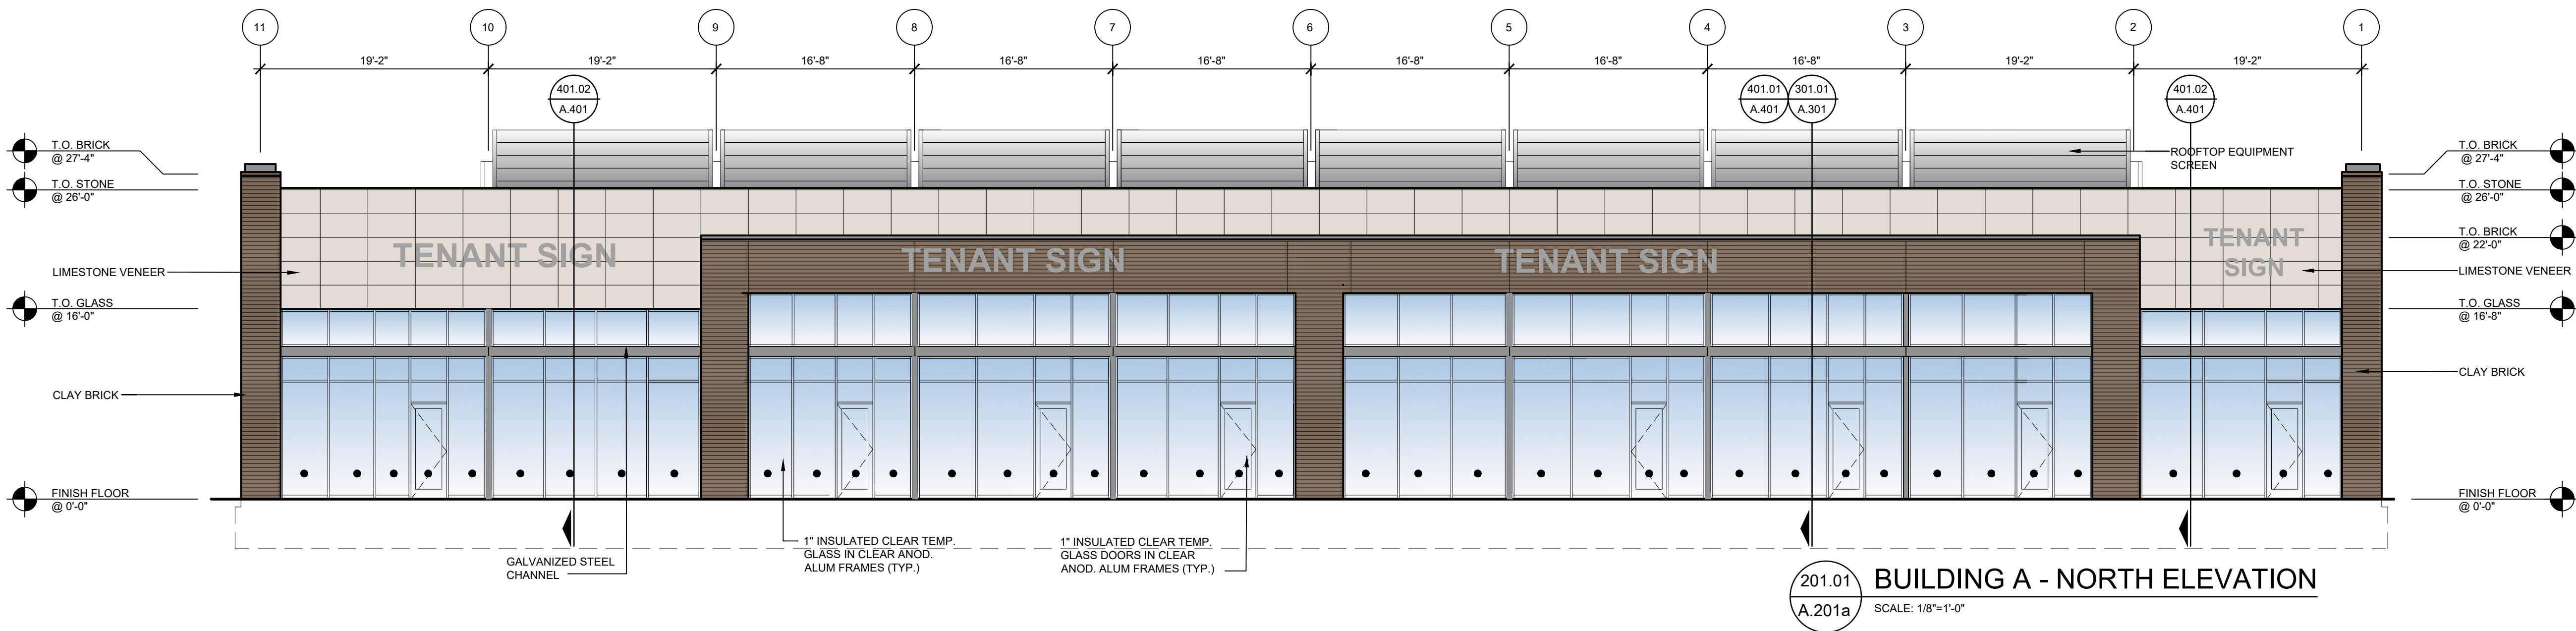 11
10
9
8
7
6
5
4
3
2
1
19'-2"
19'-2"
16'-8"
16'-8"
16'-8"
16'-8"
16'-8"
16'-8"
19'-2"
19'-2"
401.02
A.401
401.01
A.401
301.01
A.301
401.02
A.401
T.O. BRICK
@ 27'-4"
T.O. STONE
@ 26'-0"
LIMESTONE VENEER
T.O. GLASS
@ 16'-0"
CLAY BRICK
FINISH FLOOR
@ 0'-0"
ROOFTOP EQUIPMENT
SCREEN
TENANT SIGN
TENANT SIGN
TENANT SIGN
TENANT
SIGN
T.O. BRICK
@ 27'-4"
T.O. STONE
@ 26'-0"
T.O. BRICK
@ 22'-0"
LIMESTONE VENEER
T.O. GLASS
@ 16'-8"
CLAY BRICK
FINISH FLOOR
@ 0'-0"
GALVANIZED STEEL
CHANNEL
1" INSULATED CLEAR TEMP.
GLASS IN CLEAR ANOD.
ALUM FRAMES (TYP.)
1" INSULATED CLEAR TEMP.
GLASS DOORS IN CLEAR
ANOD. ALUM FRAMES (TYP.)
201.01
A.201a
BUILDING A - NORTH ELEVATION
SCALE: 1/8"=1'-0"